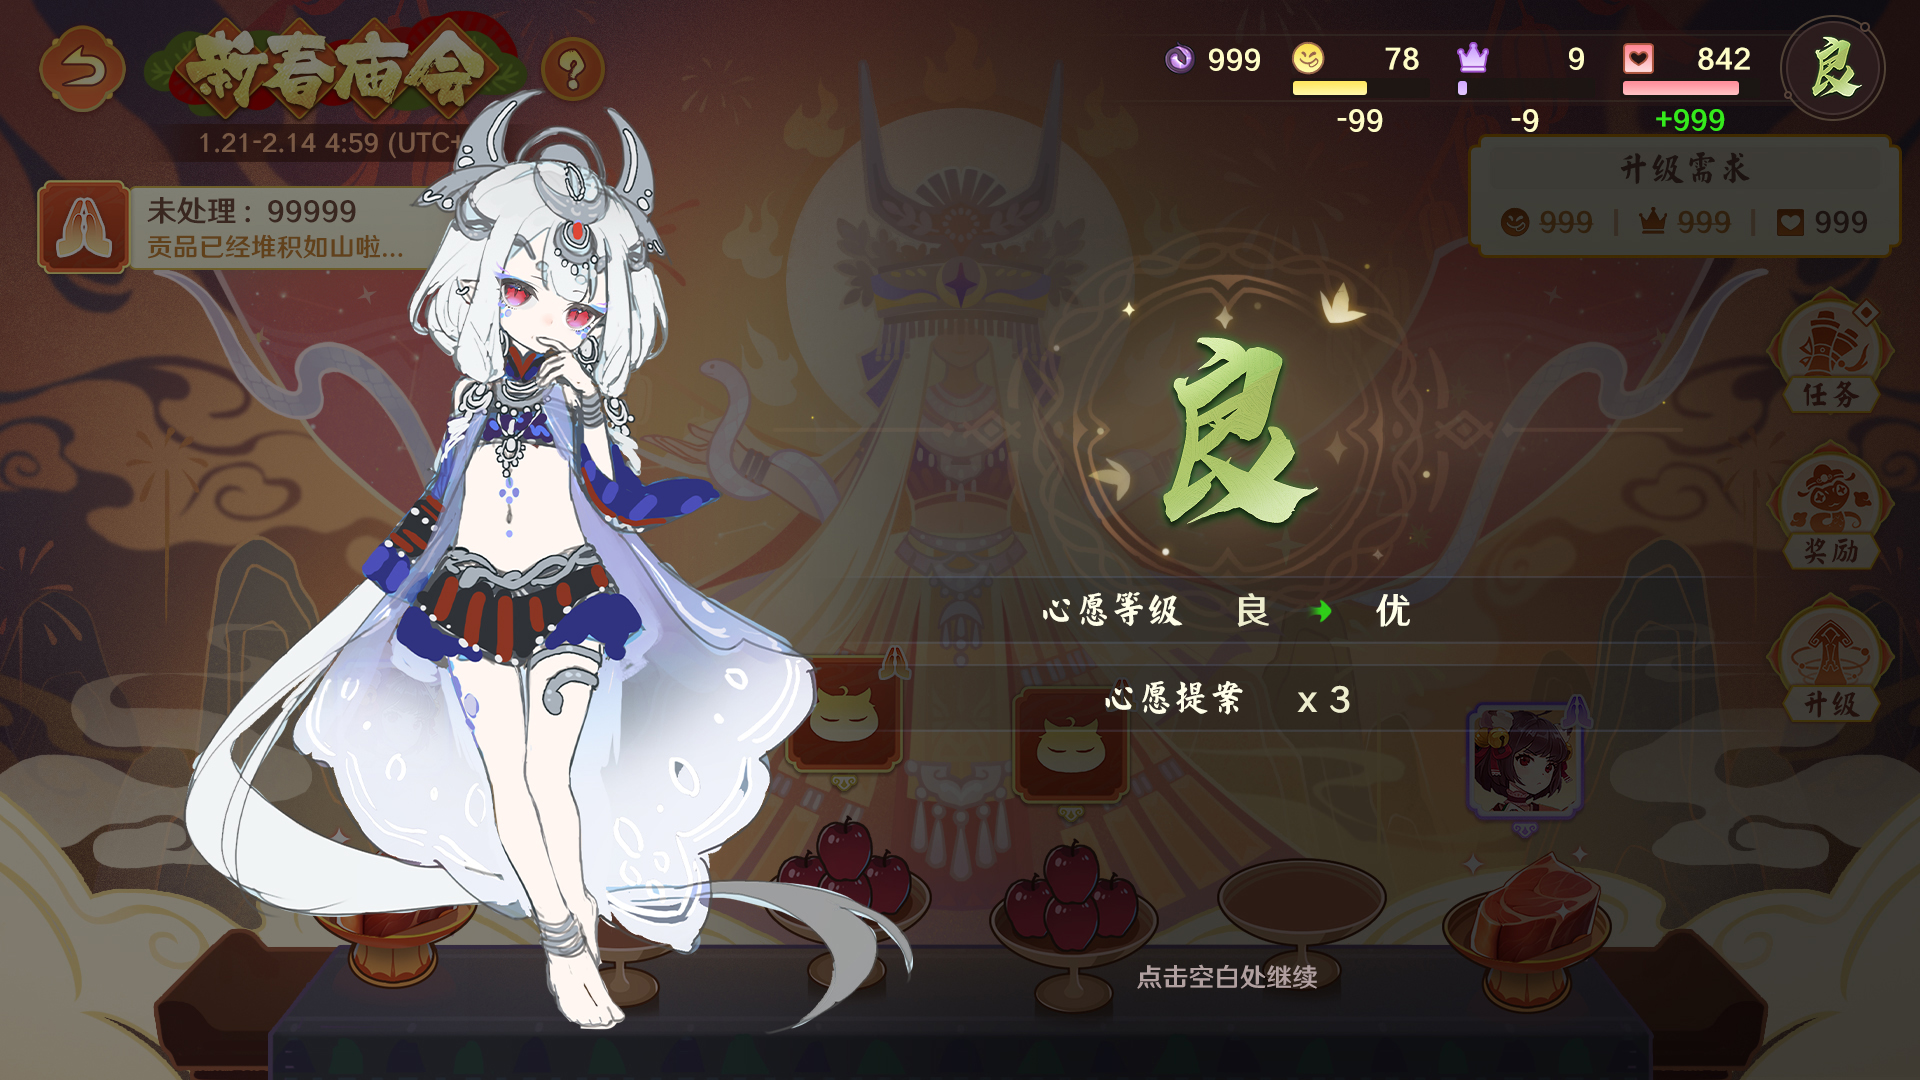 新春庙会
?
1.21-2.14 4:59 (UTC+
999
78
9
842
良
-99
-9
+999
升级需求
999 | 999 | 999
未处理：99999
贡品已经堆积如山啦...
任务
良
奖励
心愿等级 良 → 优
心愿提案 x 3
升级
点击空白处继续